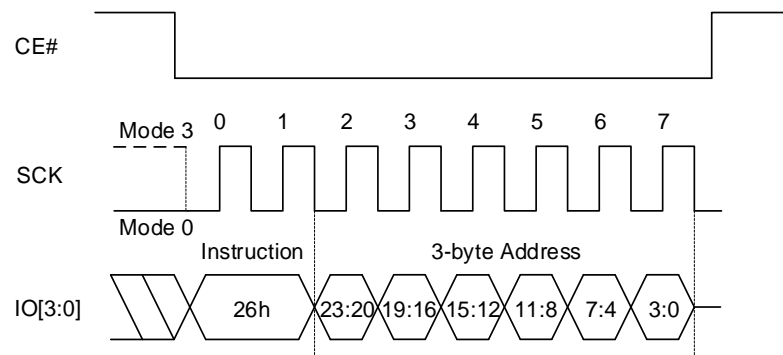 CE#
Mode 3 0 1 2 3 4 5 6 7
SCK
Mode 0
Instruction 3-byte Address
IO[3:0] 26h 23:20 19:16 15:12 11:8 7:4 3:0